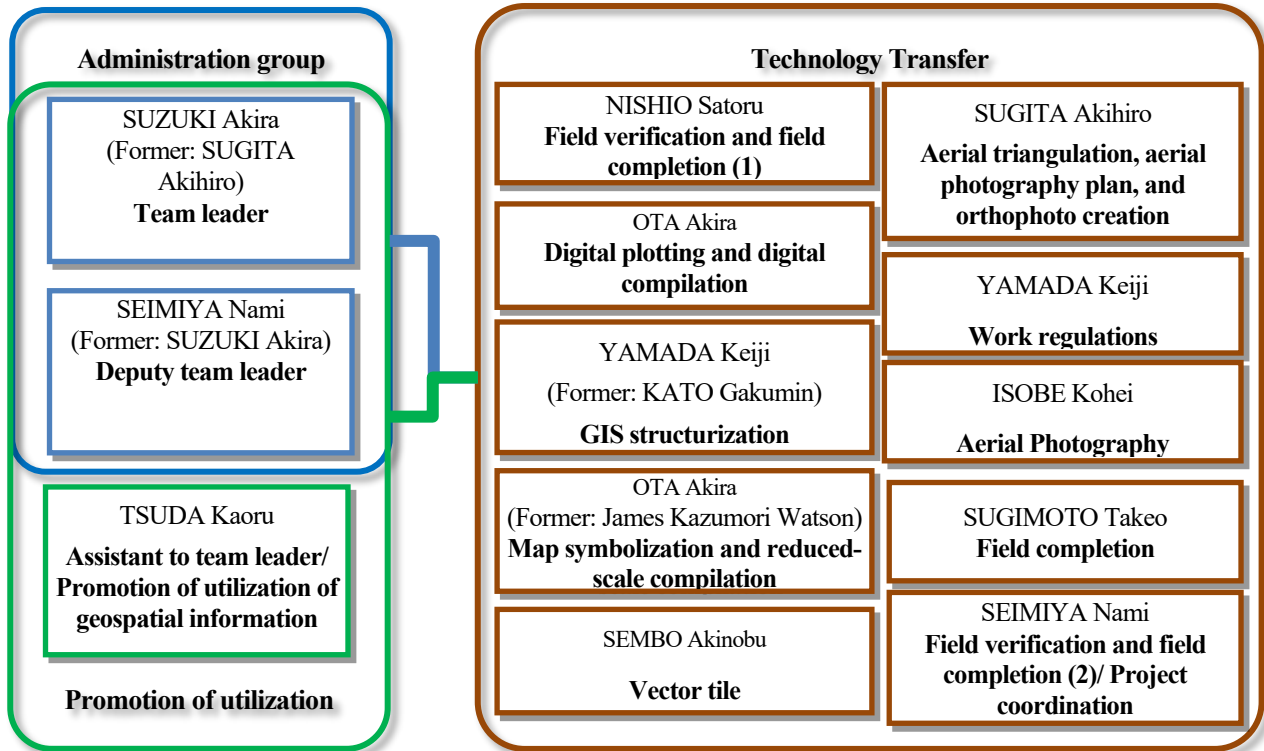 Administration group
SUZUKI Akira
(Former: SUGITA
Akihiro)
Team leader
SEIMIYA Nami
(Former: SUZUKI Akira)
Deputy team leader
TSUDA Kaoru
Assistant to team leader/
Promotion of utilization of
geospatial information
Promotion of utilization
Technology Transfer
NISHIO Satoru
Field verification and field
completion (1)
OTA Akira
Digital plotting and digital
compilation
YAMADA Keiji
(Former: KATO Gakumin)
GIS structurization
OTA Akira
(Former: James Kazumori Watson)
Map symbolization and reduced-
scale compilation
SEMBO Akinobu
Vector tile
SUGITA Akihiro
Aerial triangulation, aerial
photography plan, and
orthophoto creation
YAMADA Keiji
Work regulations
ISOBE Kohei
Aerial Photography
SUGIMOTO Takeo
Field completion
SEIMIYA Nami
Field verification and field
completion (2)/ Project
coordination